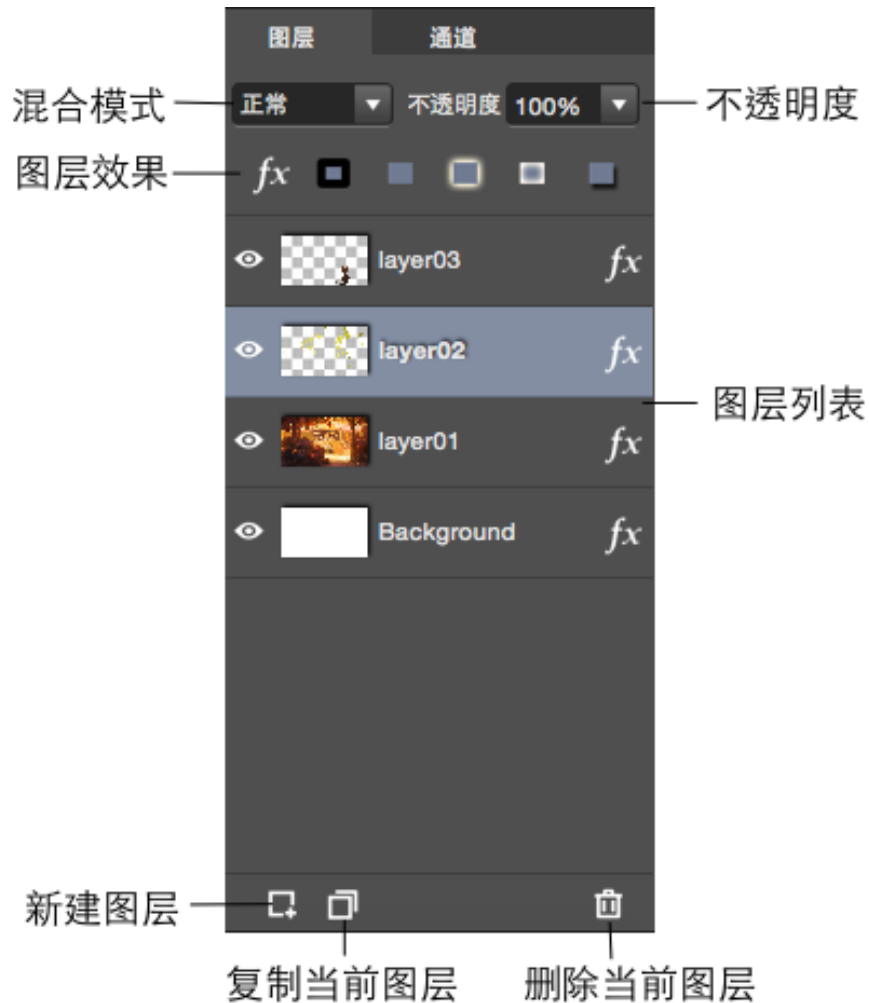 图层 通道
混合模式 正常 不透明度 100% 不透明度
图层效果 fx
layer03 fx
layer02 fx
图层列表
layer01 fx
Background fx
新建图层
复制当前图层 删除当前图层